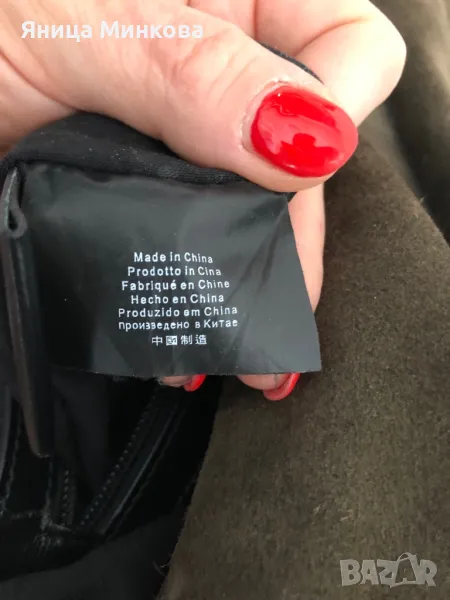 Яница Минкова
Made in China
Prodotto in Cina
Fabriqué en Chine
Hecho en China
Produzido em China
произведено в Китае
中国制造
BAZAR